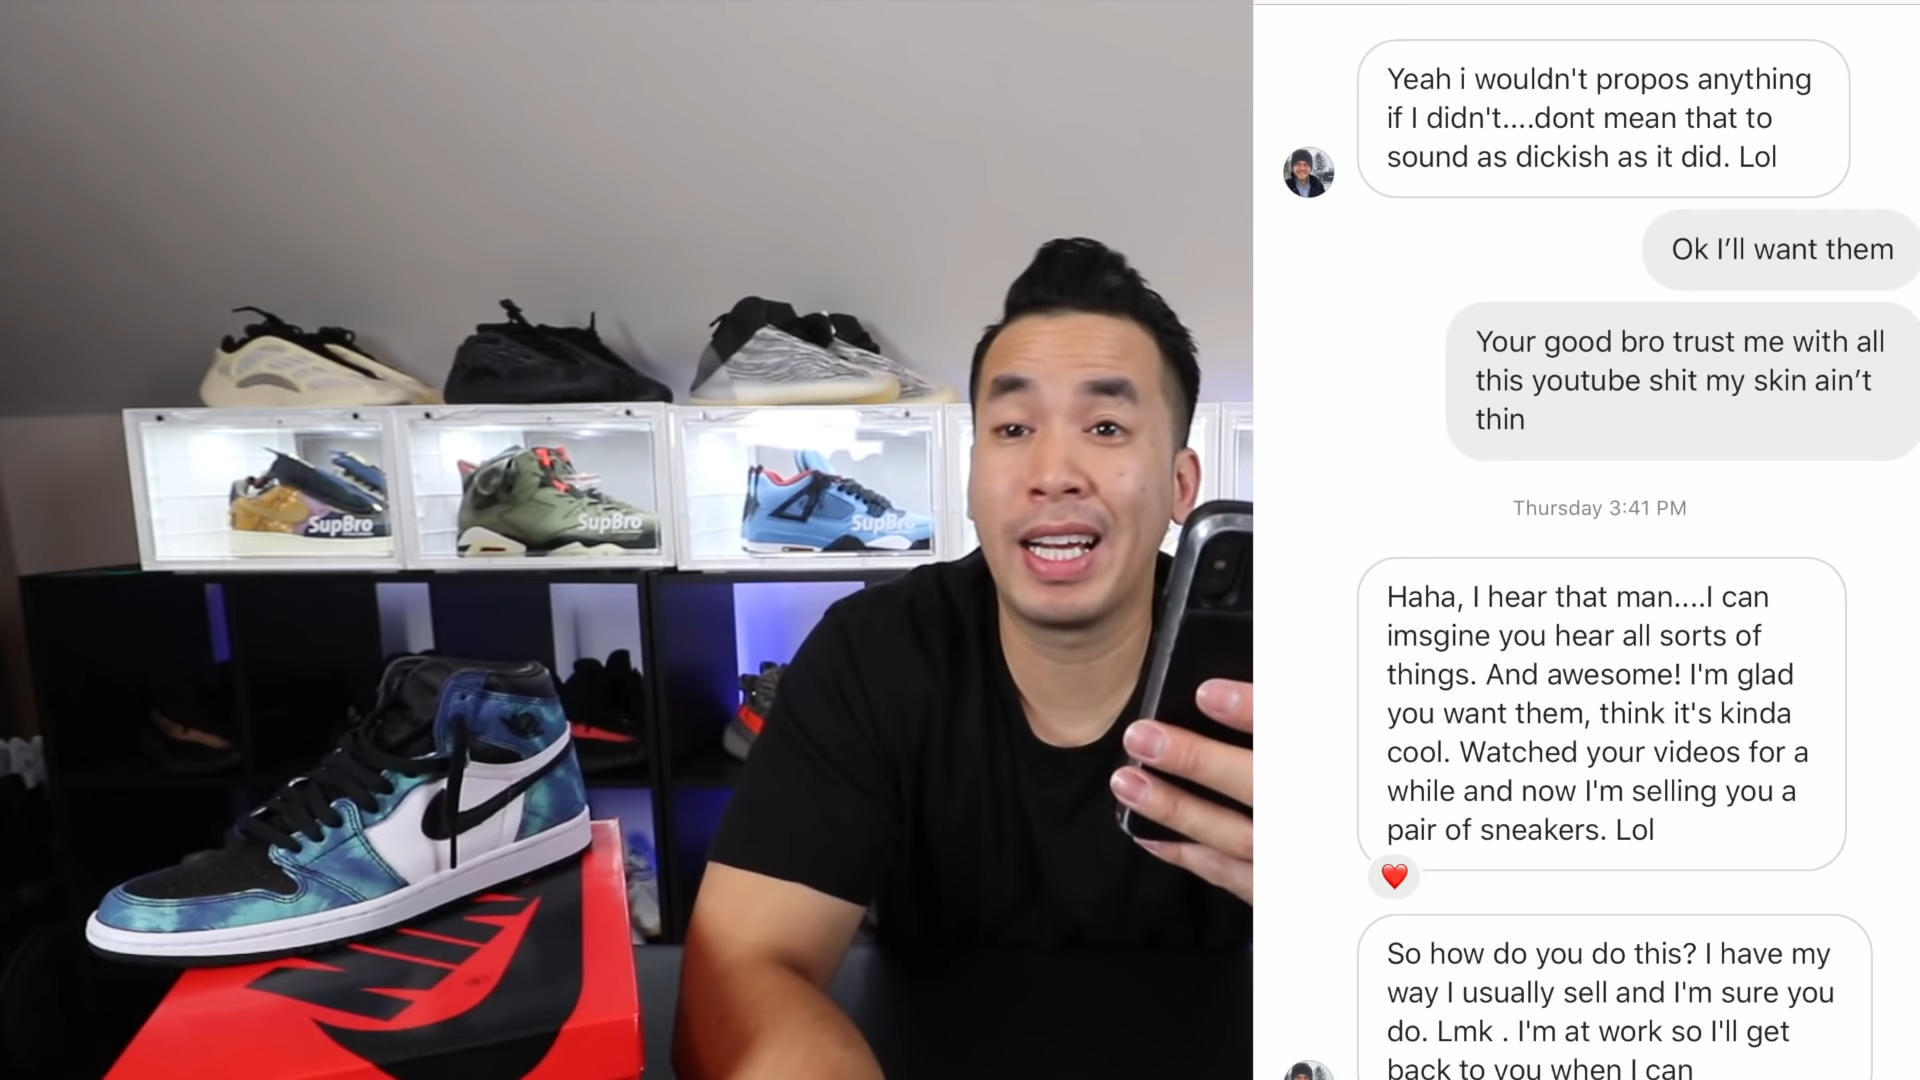 Yeah i wouldn't propos anything
if I didn't....dont mean that to
sound as dickish as it did. Lol
Ok I’ll want them
Your good bro trust me with all
this youtube shit my skin ain’t
thin
Thursday 3:41 PM
Haha, I hear that man....I can
imsgine you hear all sorts of
things. And awesome! I'm glad
you want them, think it's kinda
cool. Watched your videos for a
while and now I'm selling you a
pair of sneakers. Lol
So how do you do this? I have my
way I usually sell and I'm sure you
do. Lmk . I'm at work so I'll get
back to you when I can
SupBro
SupBro
SupBro